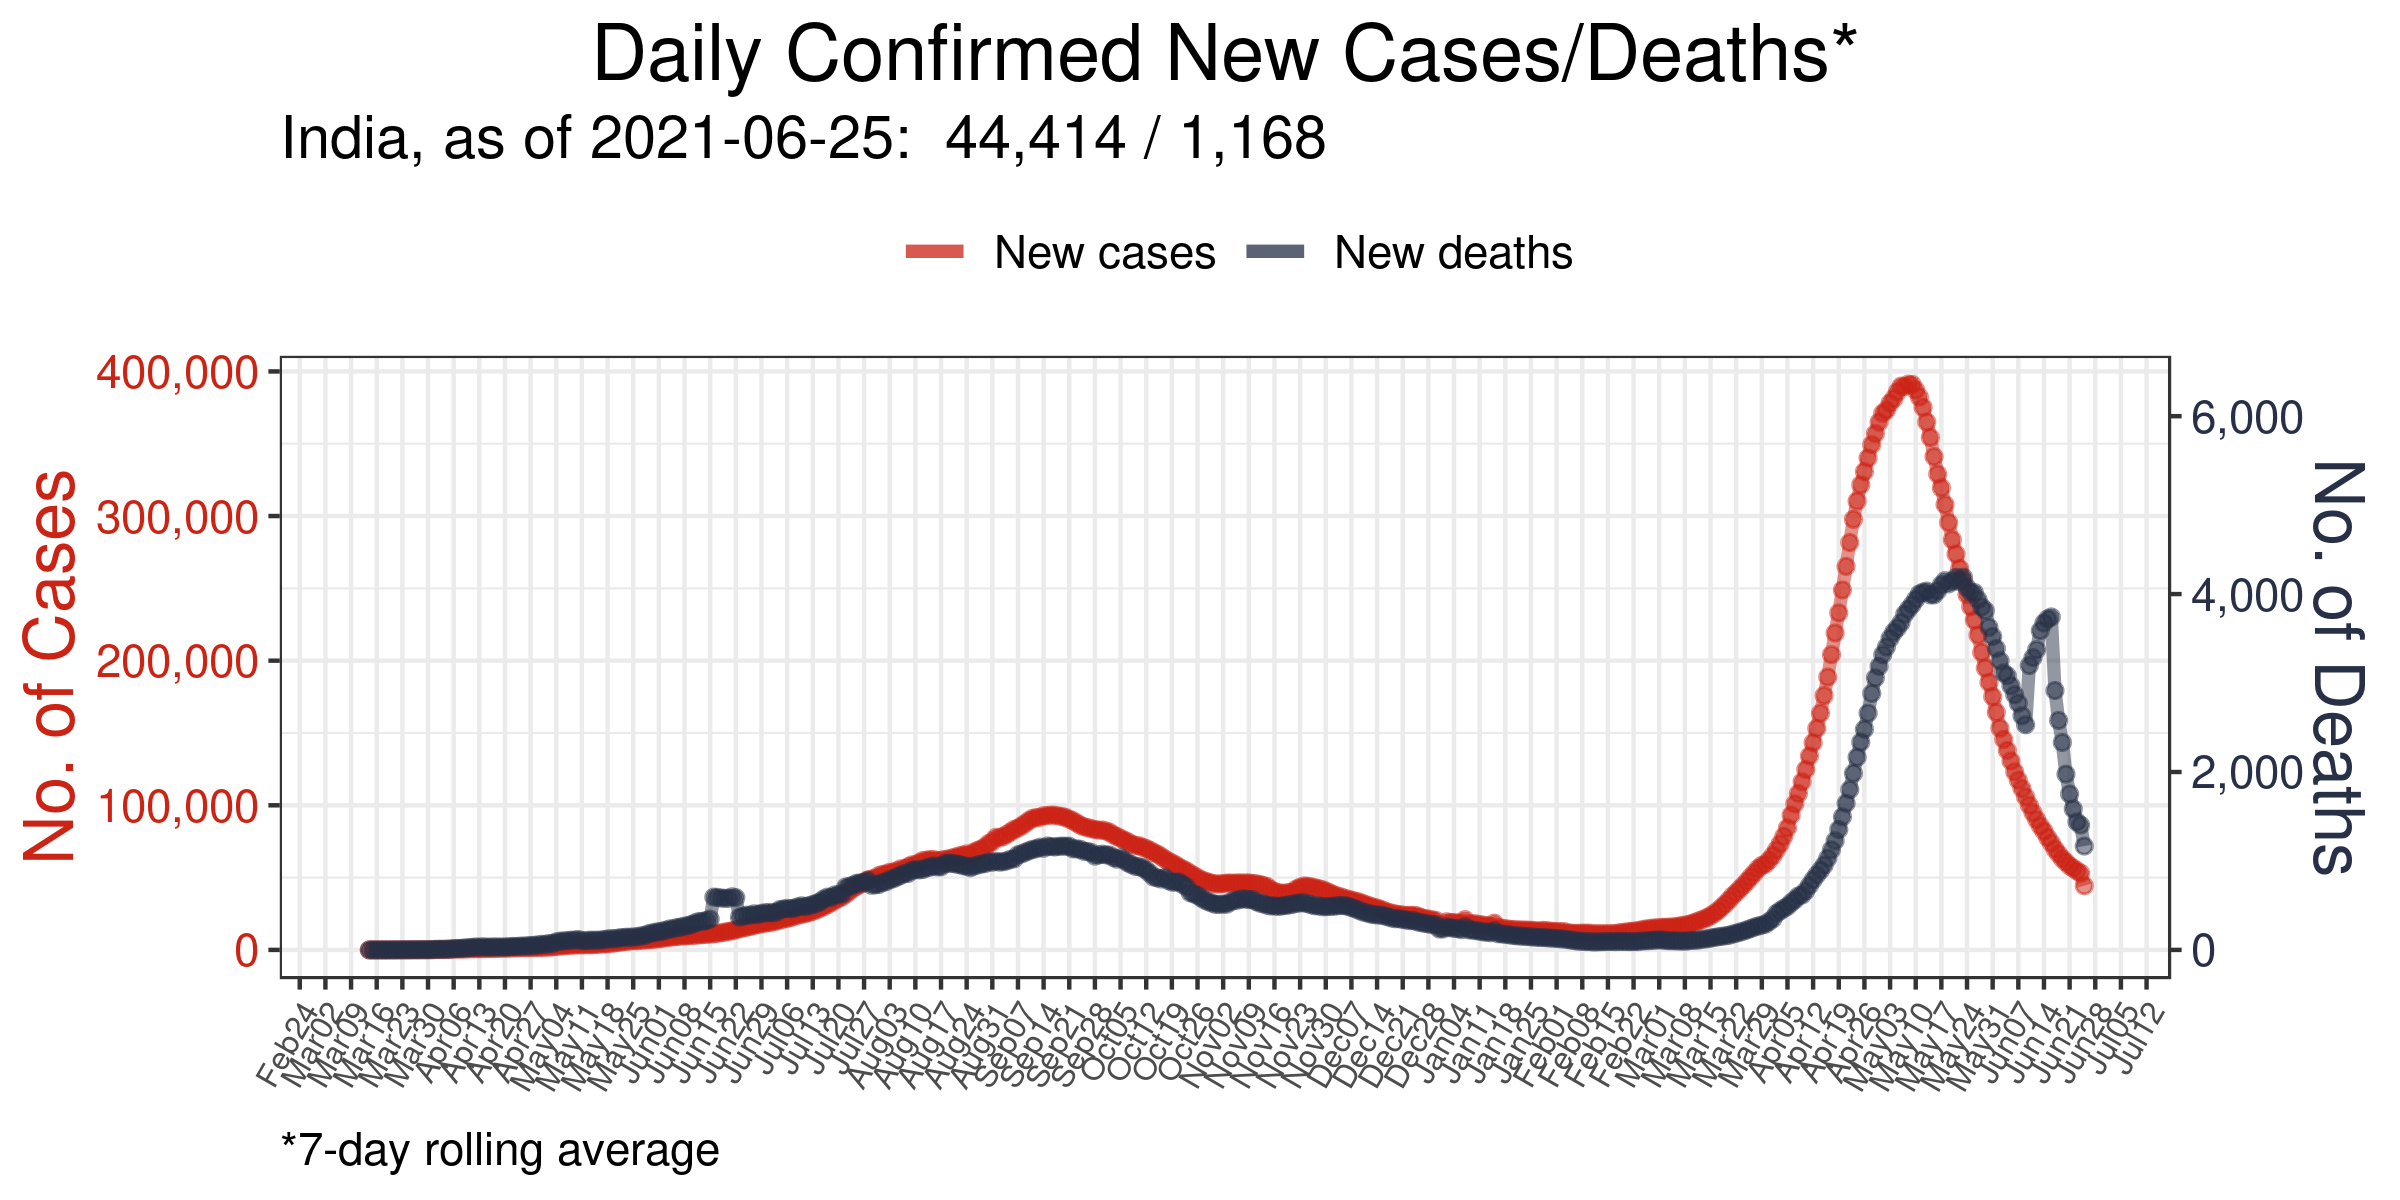 Daily Confirmed New Cases/Deaths*
India, as of 2021-06-25:  44,414 / 1,168
New cases
New deaths
No. of Cases
400,000
300,000
200,000
100,000
0
6,000
4,000
2,000
0
No. of Deaths
Feb24
Mar02
Mar09
Mar16
Mar23
Mar30
Apr06
Apr13
Apr20
Apr27
May04
May11
May18
May25
Jun01
Jun08
Jun15
Jun22
Jun29
Jul06
Jul13
Jul20
Jul27
Aug03
Aug10
Aug17
Aug24
Aug31
Sep07
Sep14
Sep21
Sep28
Oct05
Oct12
Oct19
Oct26
Nov02
Nov09
Nov16
Nov23
Nov30
Dec07
Dec14
Dec21
Dec28
Jan04
Jan11
Jan18
Jan25
Feb01
Feb08
Feb15
Feb22
Mar01
Mar08
Mar15
Mar22
Mar29
Apr05
Apr12
Apr19
Apr26
May03
May10
May17
May24
May31
Jun07
Jun14
Jun21
Jun28
Jul05
Jul12
*7-day rolling average